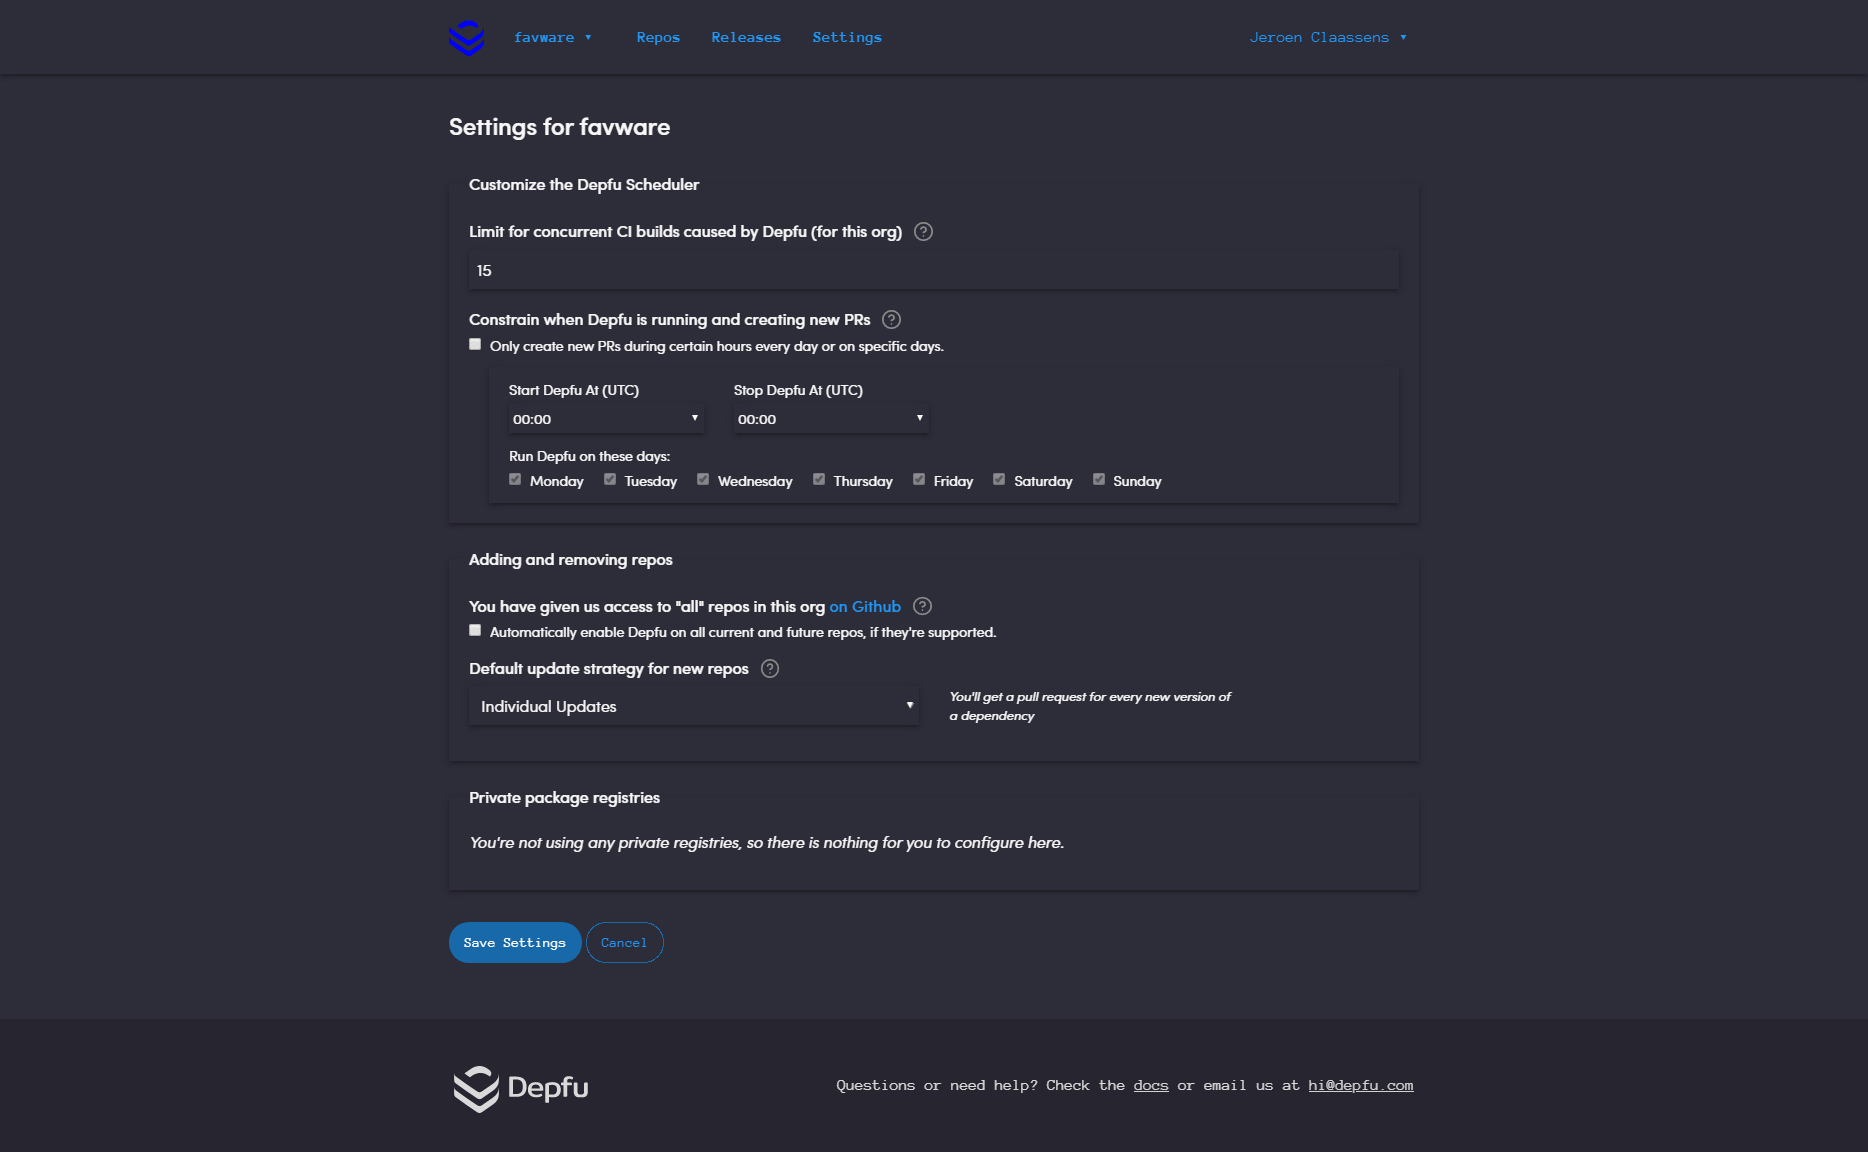 favware ▼ Repos Releases Settings Jeroen Claassens ▼
Settings for favware
Customize the Depfu Scheduler
Limit for concurrent CI builds caused by Depfu (for this org) ?
15
Constrain when Depfu is running and creating new PRs ?
Only create new PRs during certain hours every day or on specific days.
Start Depfu At (UTC) Stop Depfu At (UTC)
00:00 ▼ 00:00 ▼
Run Depfu on these days:
Monday Tuesday Wednesday Thursday Friday Saturday Sunday
Adding and removing repos
You have given us access to "all" repos in this org on Github ?
Automatically enable Depfu on all current and future repos, if they're supported.
Default update strategy for new repos ?
Individual Updates ▼
You'll get a pull request for every new version of
a dependency
Private package registries
You're not using any private registries, so there is nothing for you to configure here.
Save Settings Cancel
Depfu
Questions or need help? Check the docs or email us at hi@depfu.com